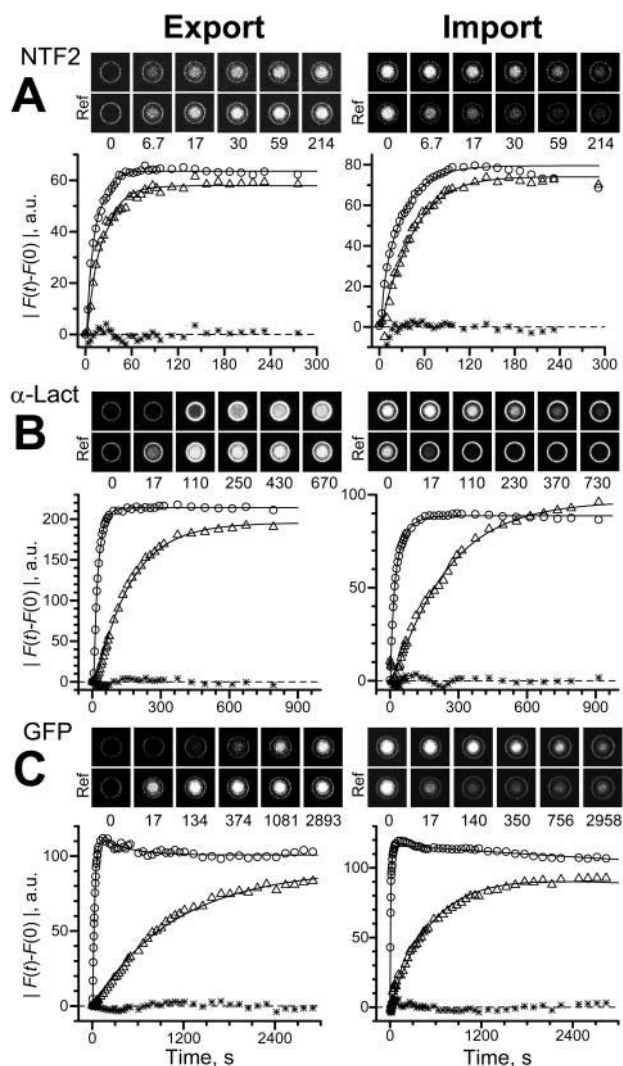 Export Import
NTF2
A
Ref
0 6.7 17 30 59 214
0 6.7 17 30 59 214
| F(t)-F(0) |, a.u.
60
40
20
0
0 60 120 180 240 300
80
60
40
20
0
0 60 120 180 240 300
α-Lact
B
Ref
0 17 110 250 430 670
0 17 110 230 370 730
| F(t)-F(0) |, a.u.
200
150
100
50
0
0 300 600 900
100
50
0
0 300 600 900
GFP
C
Ref
0 17 134 374 1081 2893
0 17 140 350 756 2958
| F(t)-F(0) |, a.u.
100
50
0
0 1200 2400
100
50
0
0 1200 2400
Time, s Time, s